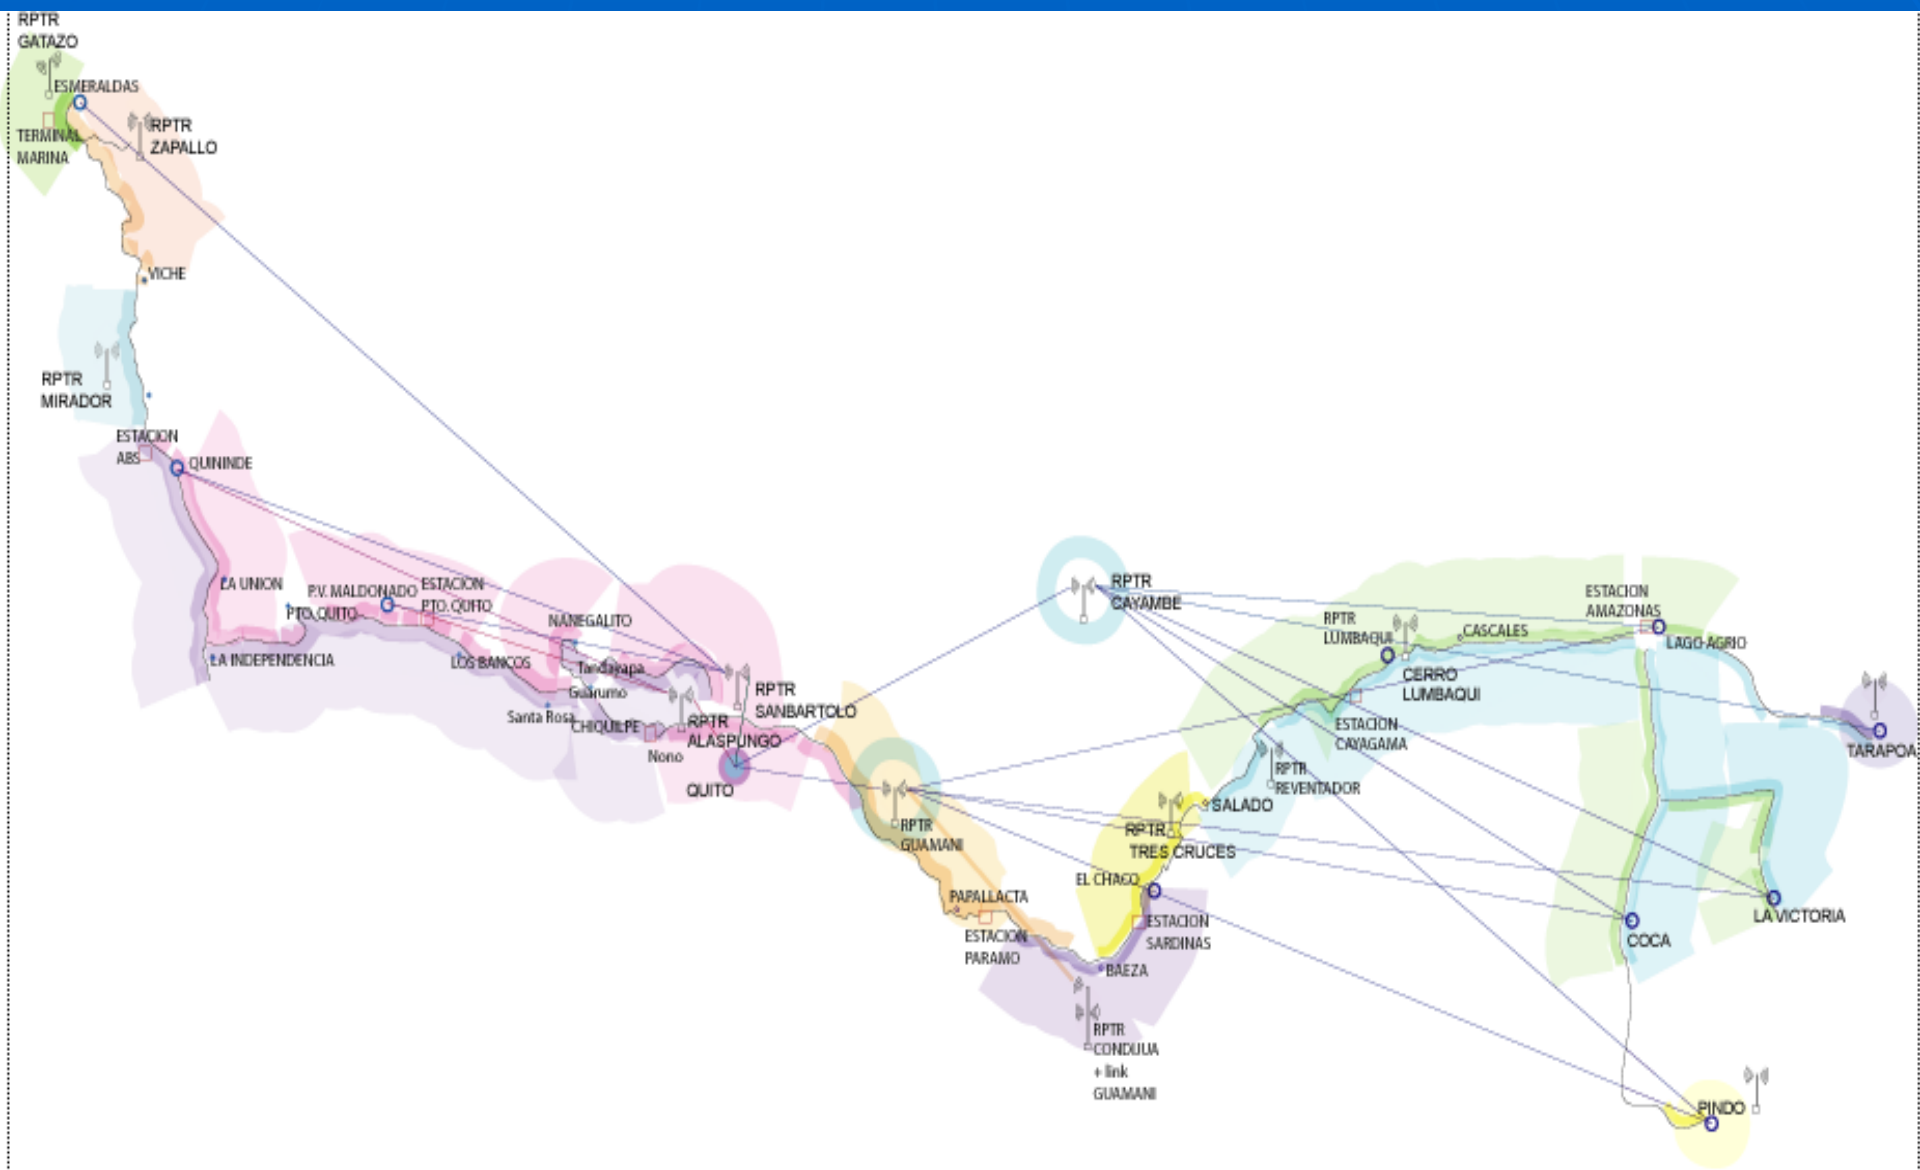 RPTR
GATAZO
ESMERALDAS
TERMINAL
MARINA
RPTR
ZAPALLO
VICHE
RPTR
MIRADOR
ESTACION
ABS
QUININDE
LA UNION
P.V. MALDONADO
PTO.QUITO
ESTACION
PTO. QUITO
LA INDEPENDENCIA
LOS BANCOS
NANEGALITO
Tandayapa
Guarumo
Santa Rosa
CHIQUILPE
Nono
RPTR
SANBARTOLO
RPTR
ALASPUNGO
QUITO
RPTR
CAYAMBE
RPTR
GUAMANI
PAPALLACTA
ESTACION
PARAMO
RPTR
TRES CRUCES
EL CHACO
ESTACION
SARDINAS
BAEZA
RPTR
CONDIJUA
+ link
GUAMANI
SALADO
RPTR
REVENTADOR
RPTR
LUMBAQUI
CASCALES
CERRO
LUMBAQUI
ESTACION
CAYAGAMA
ESTACION
AMAZONAS
LAGO AGRIO
TARAPOA
LA VICTORIA
COCA
PINDO